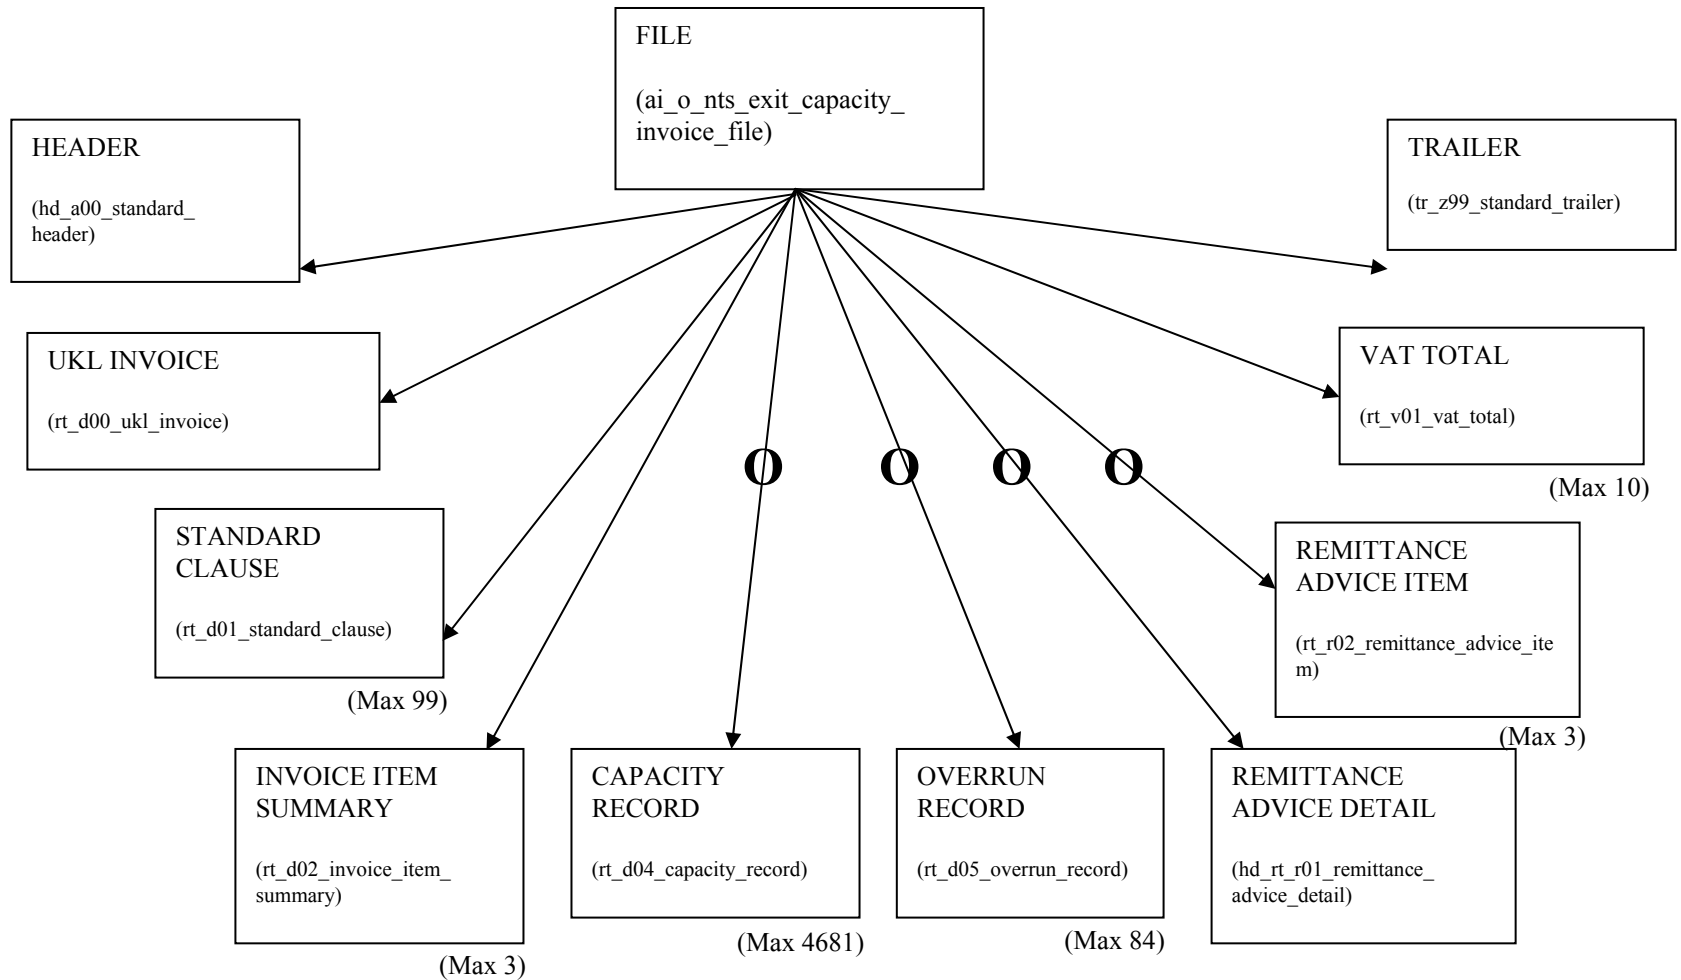 FILE
(ai_o_nts_exit_capacity_
invoice_file)
HEADER
(hd_a00_standard_
header)
TRAILER
(tr_z99_standard_trailer)
UKL INVOICE
(rt_d00_ukl_invoice)
VAT TOTAL
(rt_v01_vat_total)
(Max 10)
O O O O
STANDARD
CLAUSE
(rt_d01_standard_clause)
(Max 99)
REMITTANCE
ADVICE ITEM
(rt_r02_remittance_advice_ite
m)
(Max 3)
INVOICE ITEM
SUMMARY
(rt_d02_invoice_item_
summary)
(Max 3)
CAPACITY
RECORD
(rt_d04_capacity_record)
(Max 4681)
OVERRUN
RECORD
(rt_d05_overrun_record)
(Max 84)
REMITTANCE
ADVICE DETAIL
(hd_rt_r01_remittance_
advice_detail)